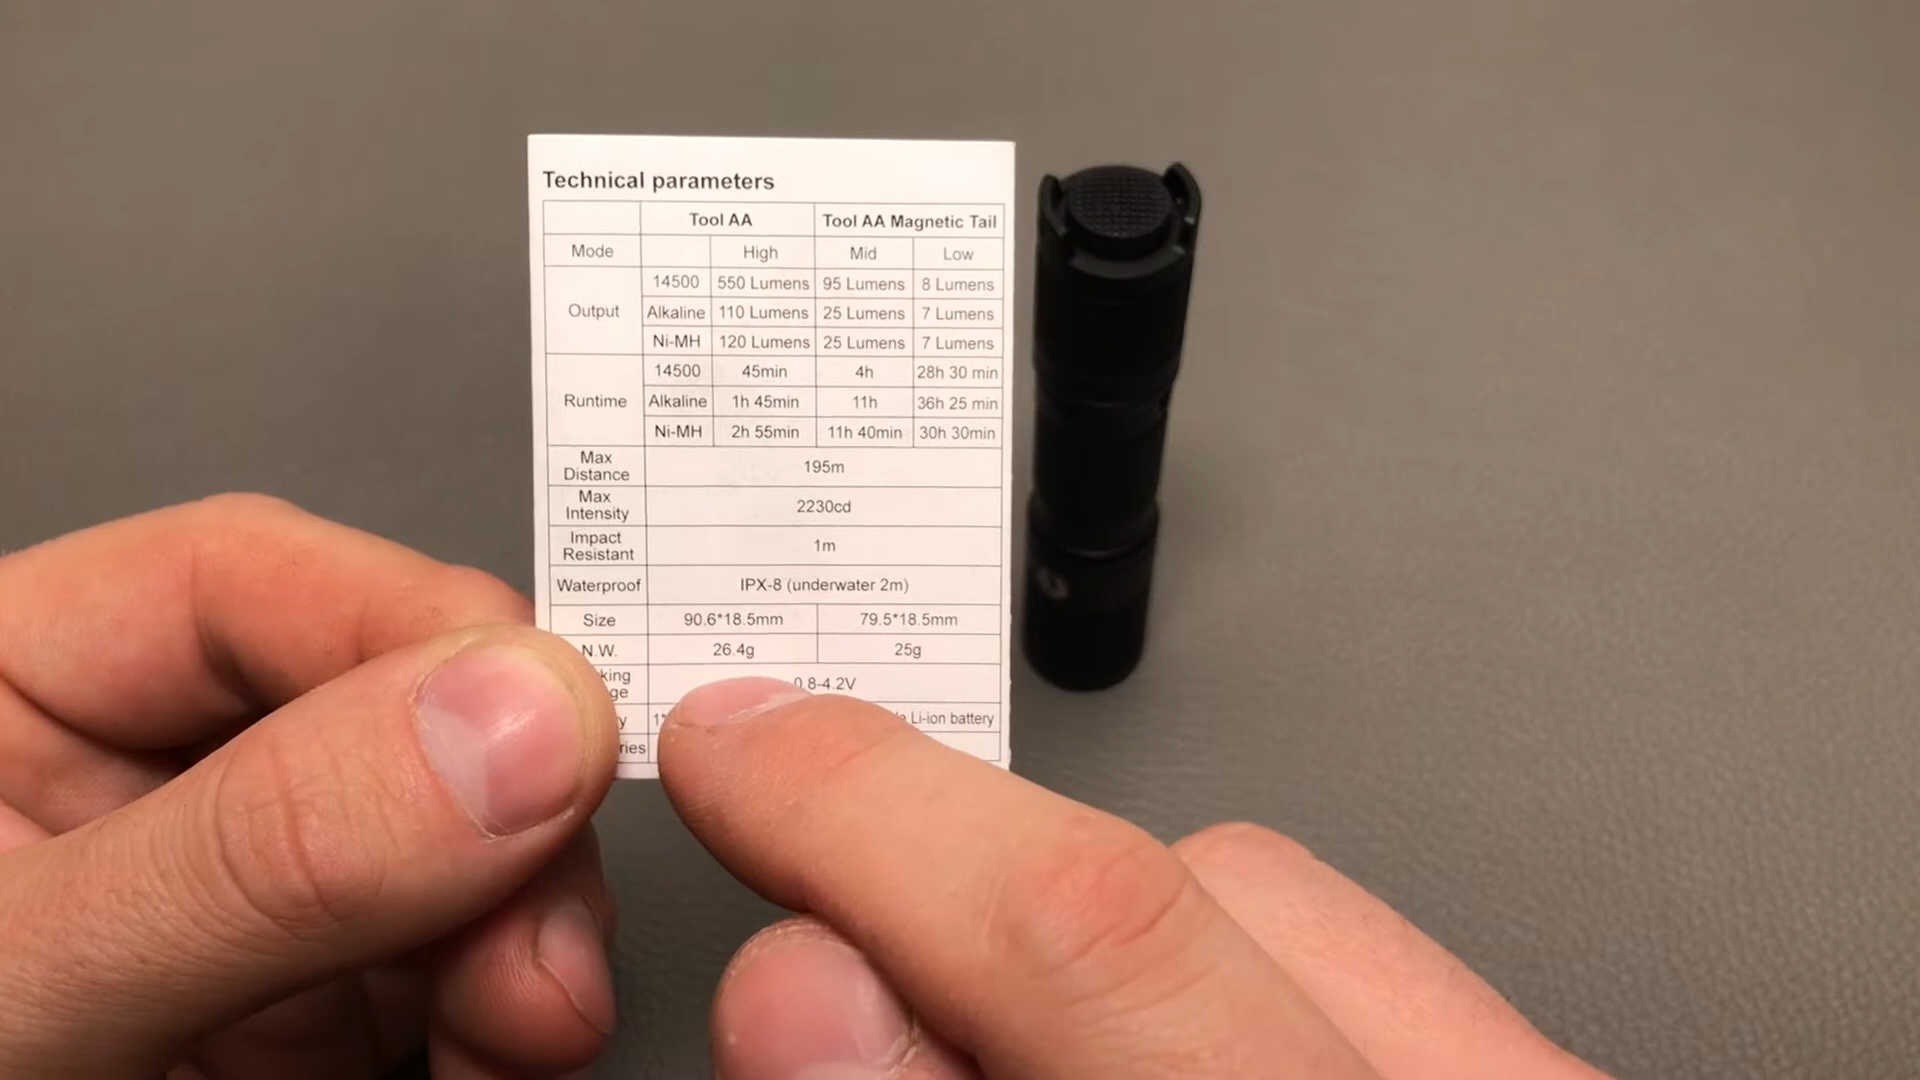 Technical parameters
Tool AA Tool AA Magnetic Tail
Mode High Mid Low
Output
14500 550 Lumens 95 Lumens 8 Lumens
Alkaline 110 Lumens 25 Lumens 7 Lumens
Ni-MH 120 Lumens 25 Lumens 7 Lumens
Runtime
14500 45min 4h 28h 30 min
Alkaline 1h 45min 11h 36h 25 min
Ni-MH 2h 55min 11h 40min 30h 30min
Max
Distance 195m
Max
Intensity 2230cd
Impact
Resistant 1m
Waterproof IPX-8 (underwater 2m)
Size 90.6*18.5mm 79.5*18.5mm
N.W. 26.4g 25g
0.8-4.2V
1* Li-ion battery